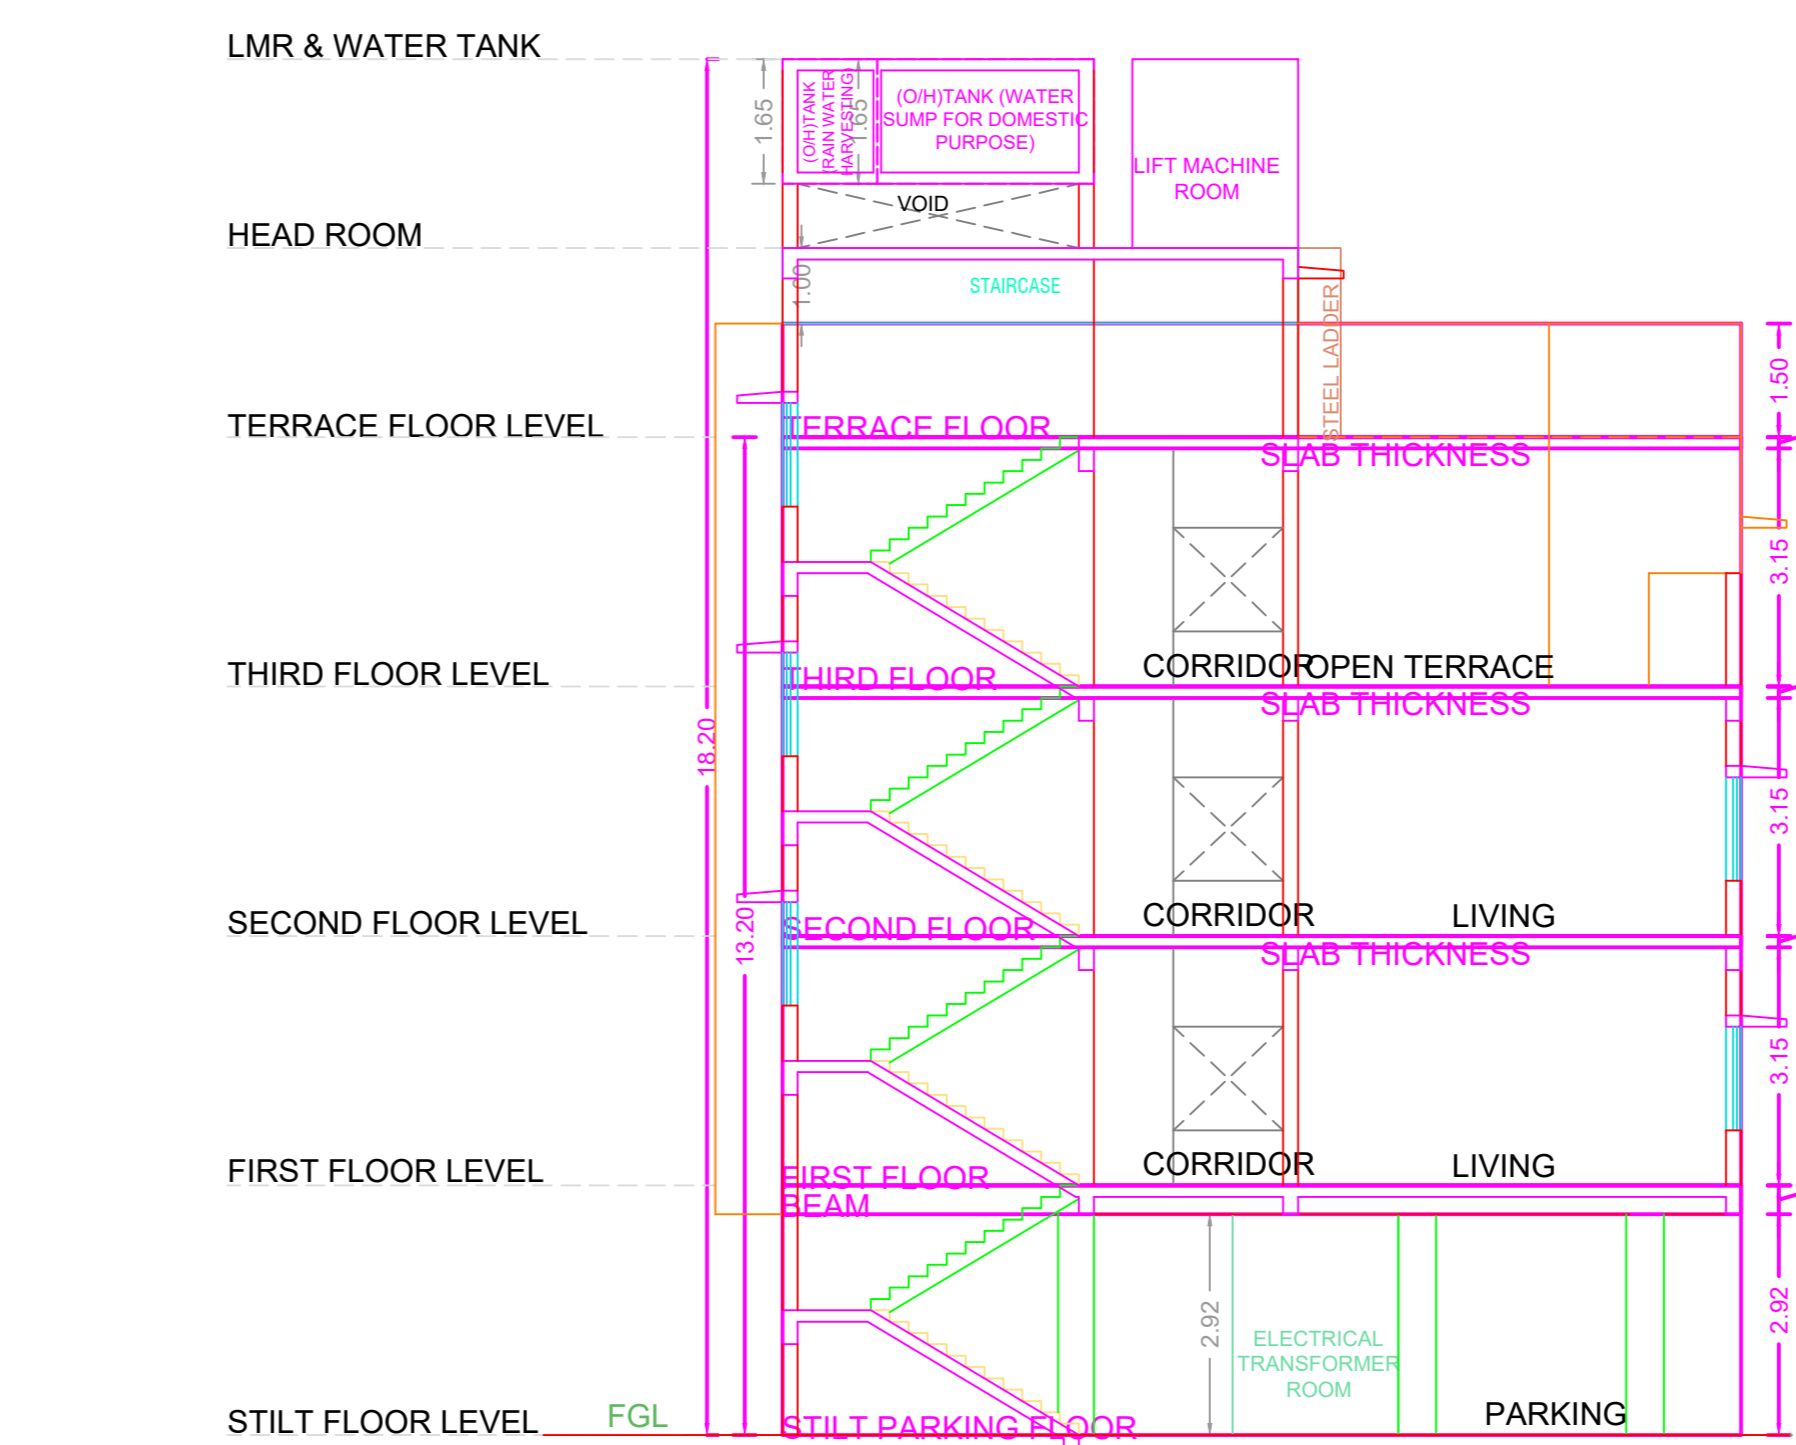 LMR & WATER TANK
1.65
(O/H)TANK
(RAIN WATER
HARVESTING)
1.65
(O/H)TANK (WATER
SUMP FOR DOMESTIC
PURPOSE)
LIFT MACHINE
ROOM
VOID
HEAD ROOM
1.00
STAIRCASE
STEEL LADDER
1.50
TERRACE FLOOR LEVEL
TERRACE FLOOR
SLAB THICKNESS
3.15
THIRD FLOOR LEVEL
THIRD FLOOR
CORRIDOR
OPEN TERRACE
SLAB THICKNESS
18.20
3.15
SECOND FLOOR LEVEL
13.20
SECOND FLOOR
CORRIDOR
LIVING
SLAB THICKNESS
3.15
FIRST FLOOR LEVEL
FIRST FLOOR
CORRIDOR
LIVING
BEAM
2.92
2.92
ELECTRICAL
TRANSFORMER
ROOM
STILT FLOOR LEVEL
FGL
STILT PARKING FLOOR
PARKING